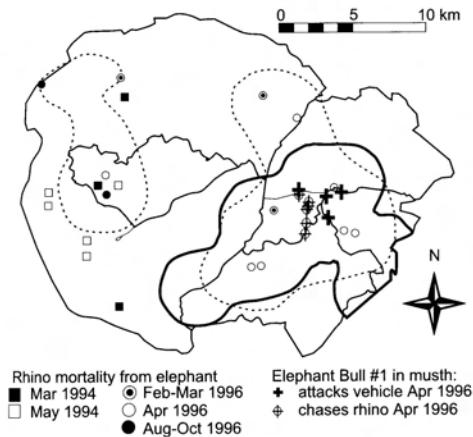 0 5 10 km
N
Rhino mortality from elephant
Mar 1994
May 1994
Feb-Mar 1996
Apr 1996
Aug-Oct 1996
Elephant Bull #1 in musth:
attacks vehicle Apr 1996
chases rhino Apr 1996